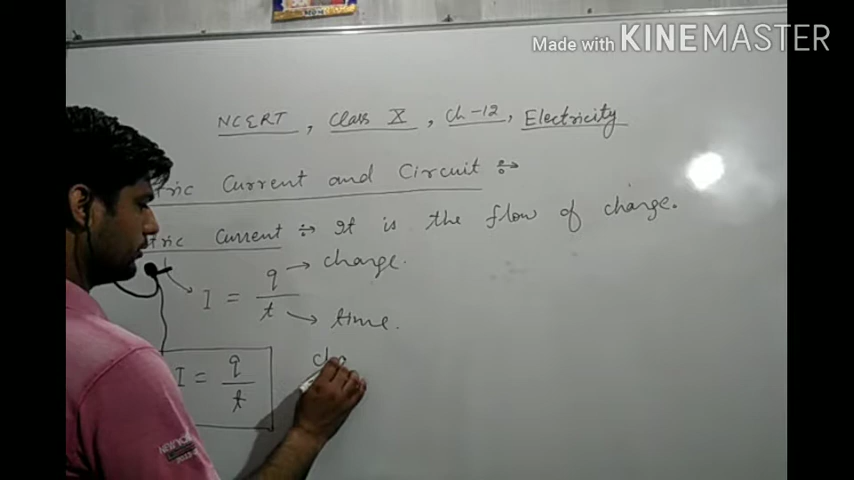 Made with KINEMASTER
NCERT, Class X, Ch-12, Electricity
tric Current and Circuit
tric Current It is the flow of charge.
I = q/t
charge.
time.
I = q/t
cha